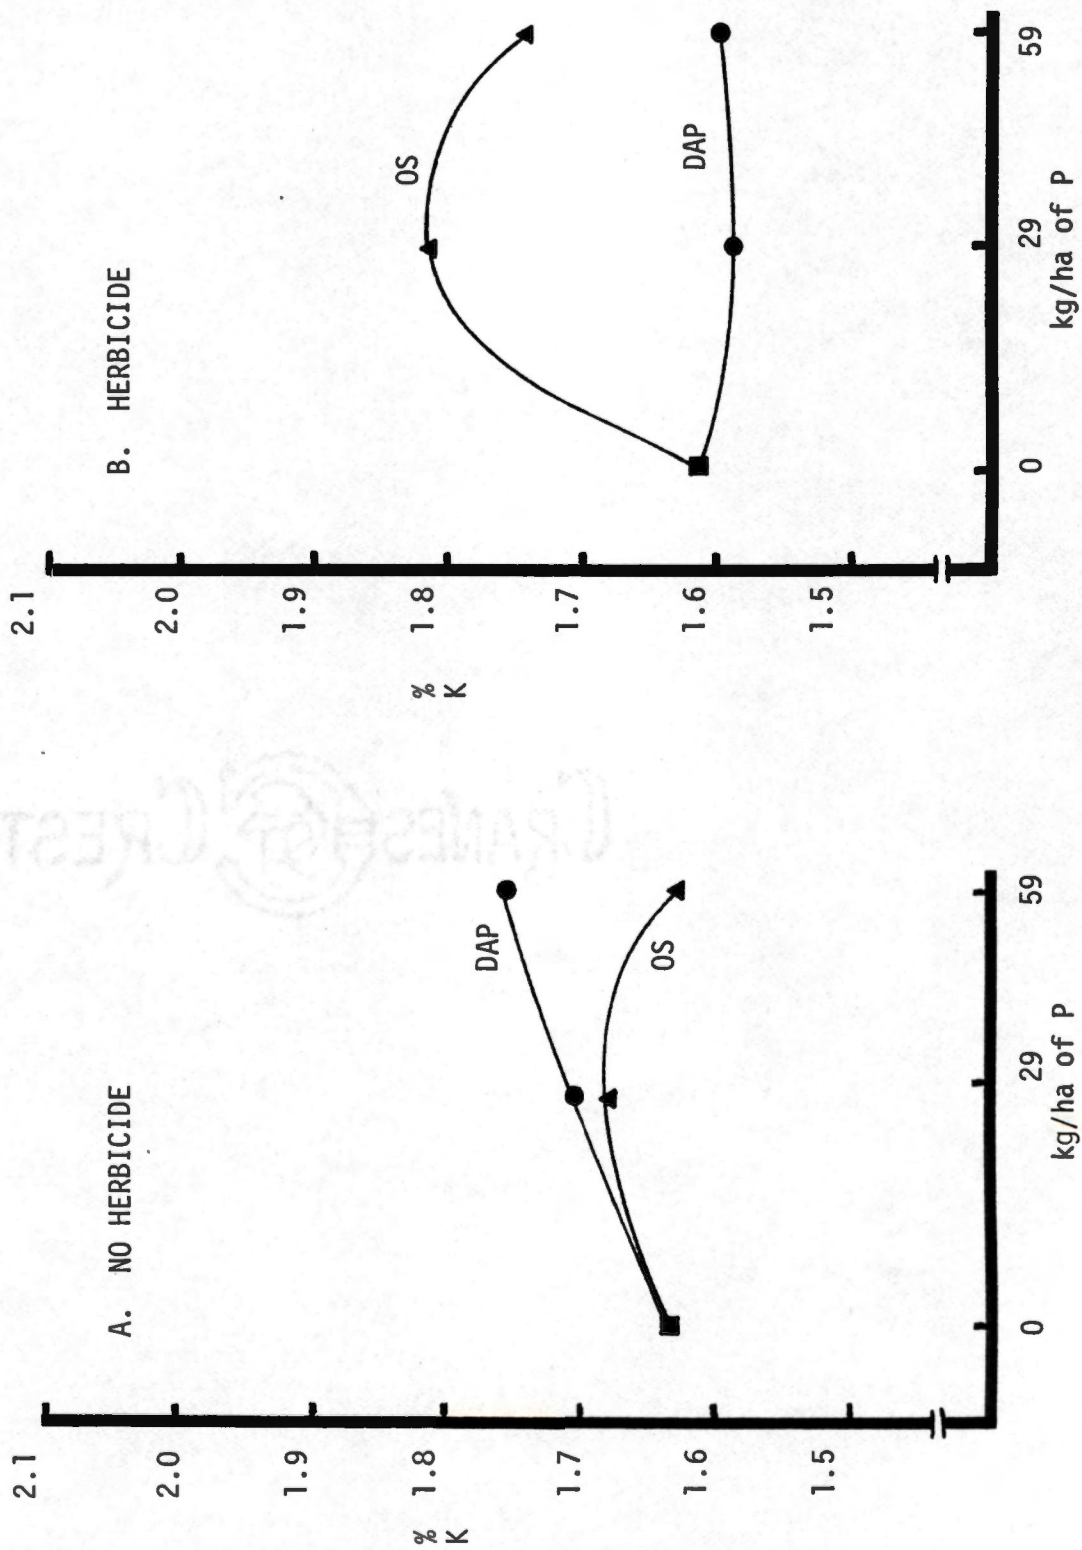 A. NO HERBICIDE
2.1
2.0
1.9
1.8
1.7
1.6
1.5
%
K
DAP
OS
0
29
59
kg/ha of P
B. HERBICIDE
2.1
2.0
1.9
1.8
1.7
1.6
1.5
%
K
OS
DAP
0
29
59
kg/ha of P
CRANE'S CREST